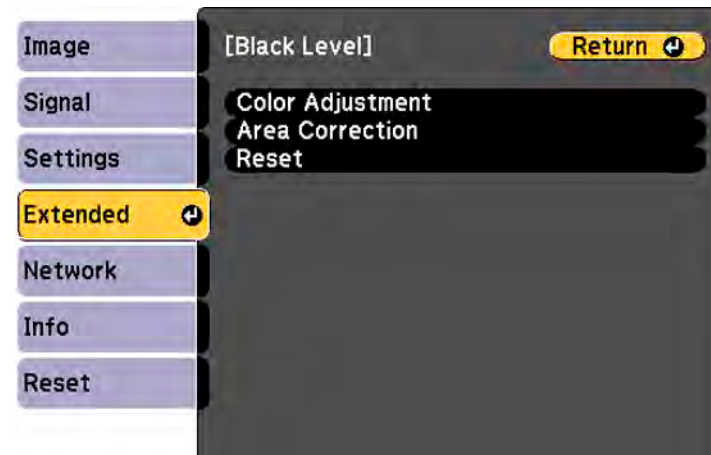 Image
Signal
Settings
Extended
Network
Info
Reset
[Black Level]
Return
Color Adjustment
Area Correction
Reset